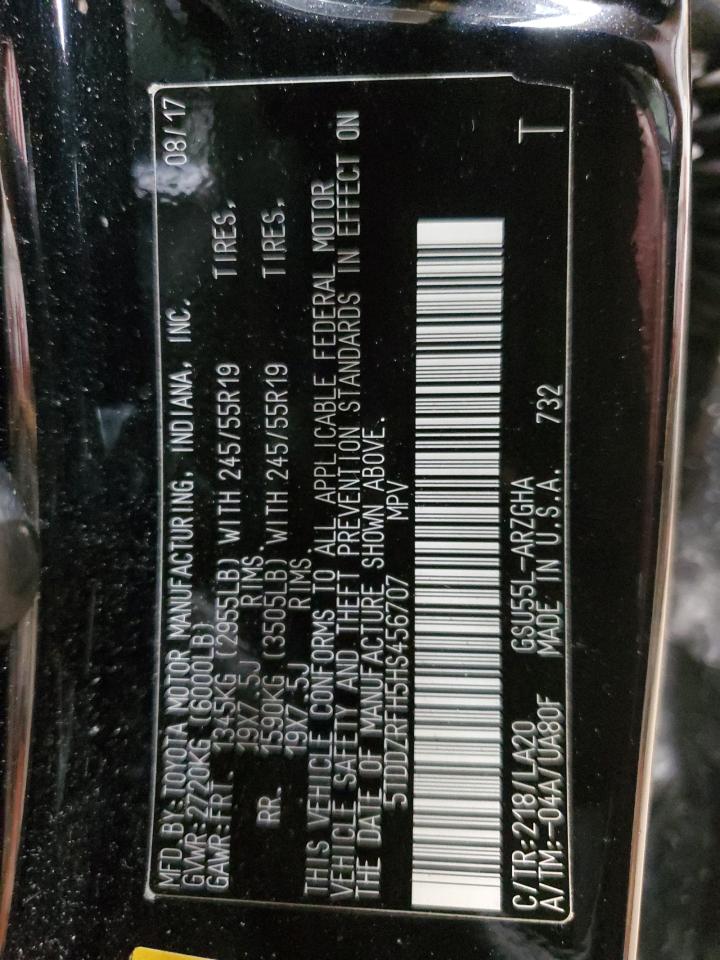 MFD. BY: TOYOTA MOTOR MANUFACTURING, INDIANA, INC. 08/17
GVWR: 2720KG (6000LB)
GAWR: FRT. 1345KG (2955LB) WITH 245/55R19 TIRES,
19X7.5J RIMS.
RR. 1590KG (3505LB) WITH 245/55R19 TIRES,
19X7.5J RIMS.
THIS VEHICLE CONFORMS TO ALL APPLICABLE FEDERAL MOTOR
VEHICLE SAFETY AND THEFT PREVENTION STANDARDS IN EFFECT ON
THE DATE OF MANUFACTURE SHOWN ABOVE.
5TDDZRFH5HS456707 MPV
C/TR: 218/LA20 GSU55L-ARZGHA T
A/TM: -04A/UA80F MADE IN U.S.A. 732